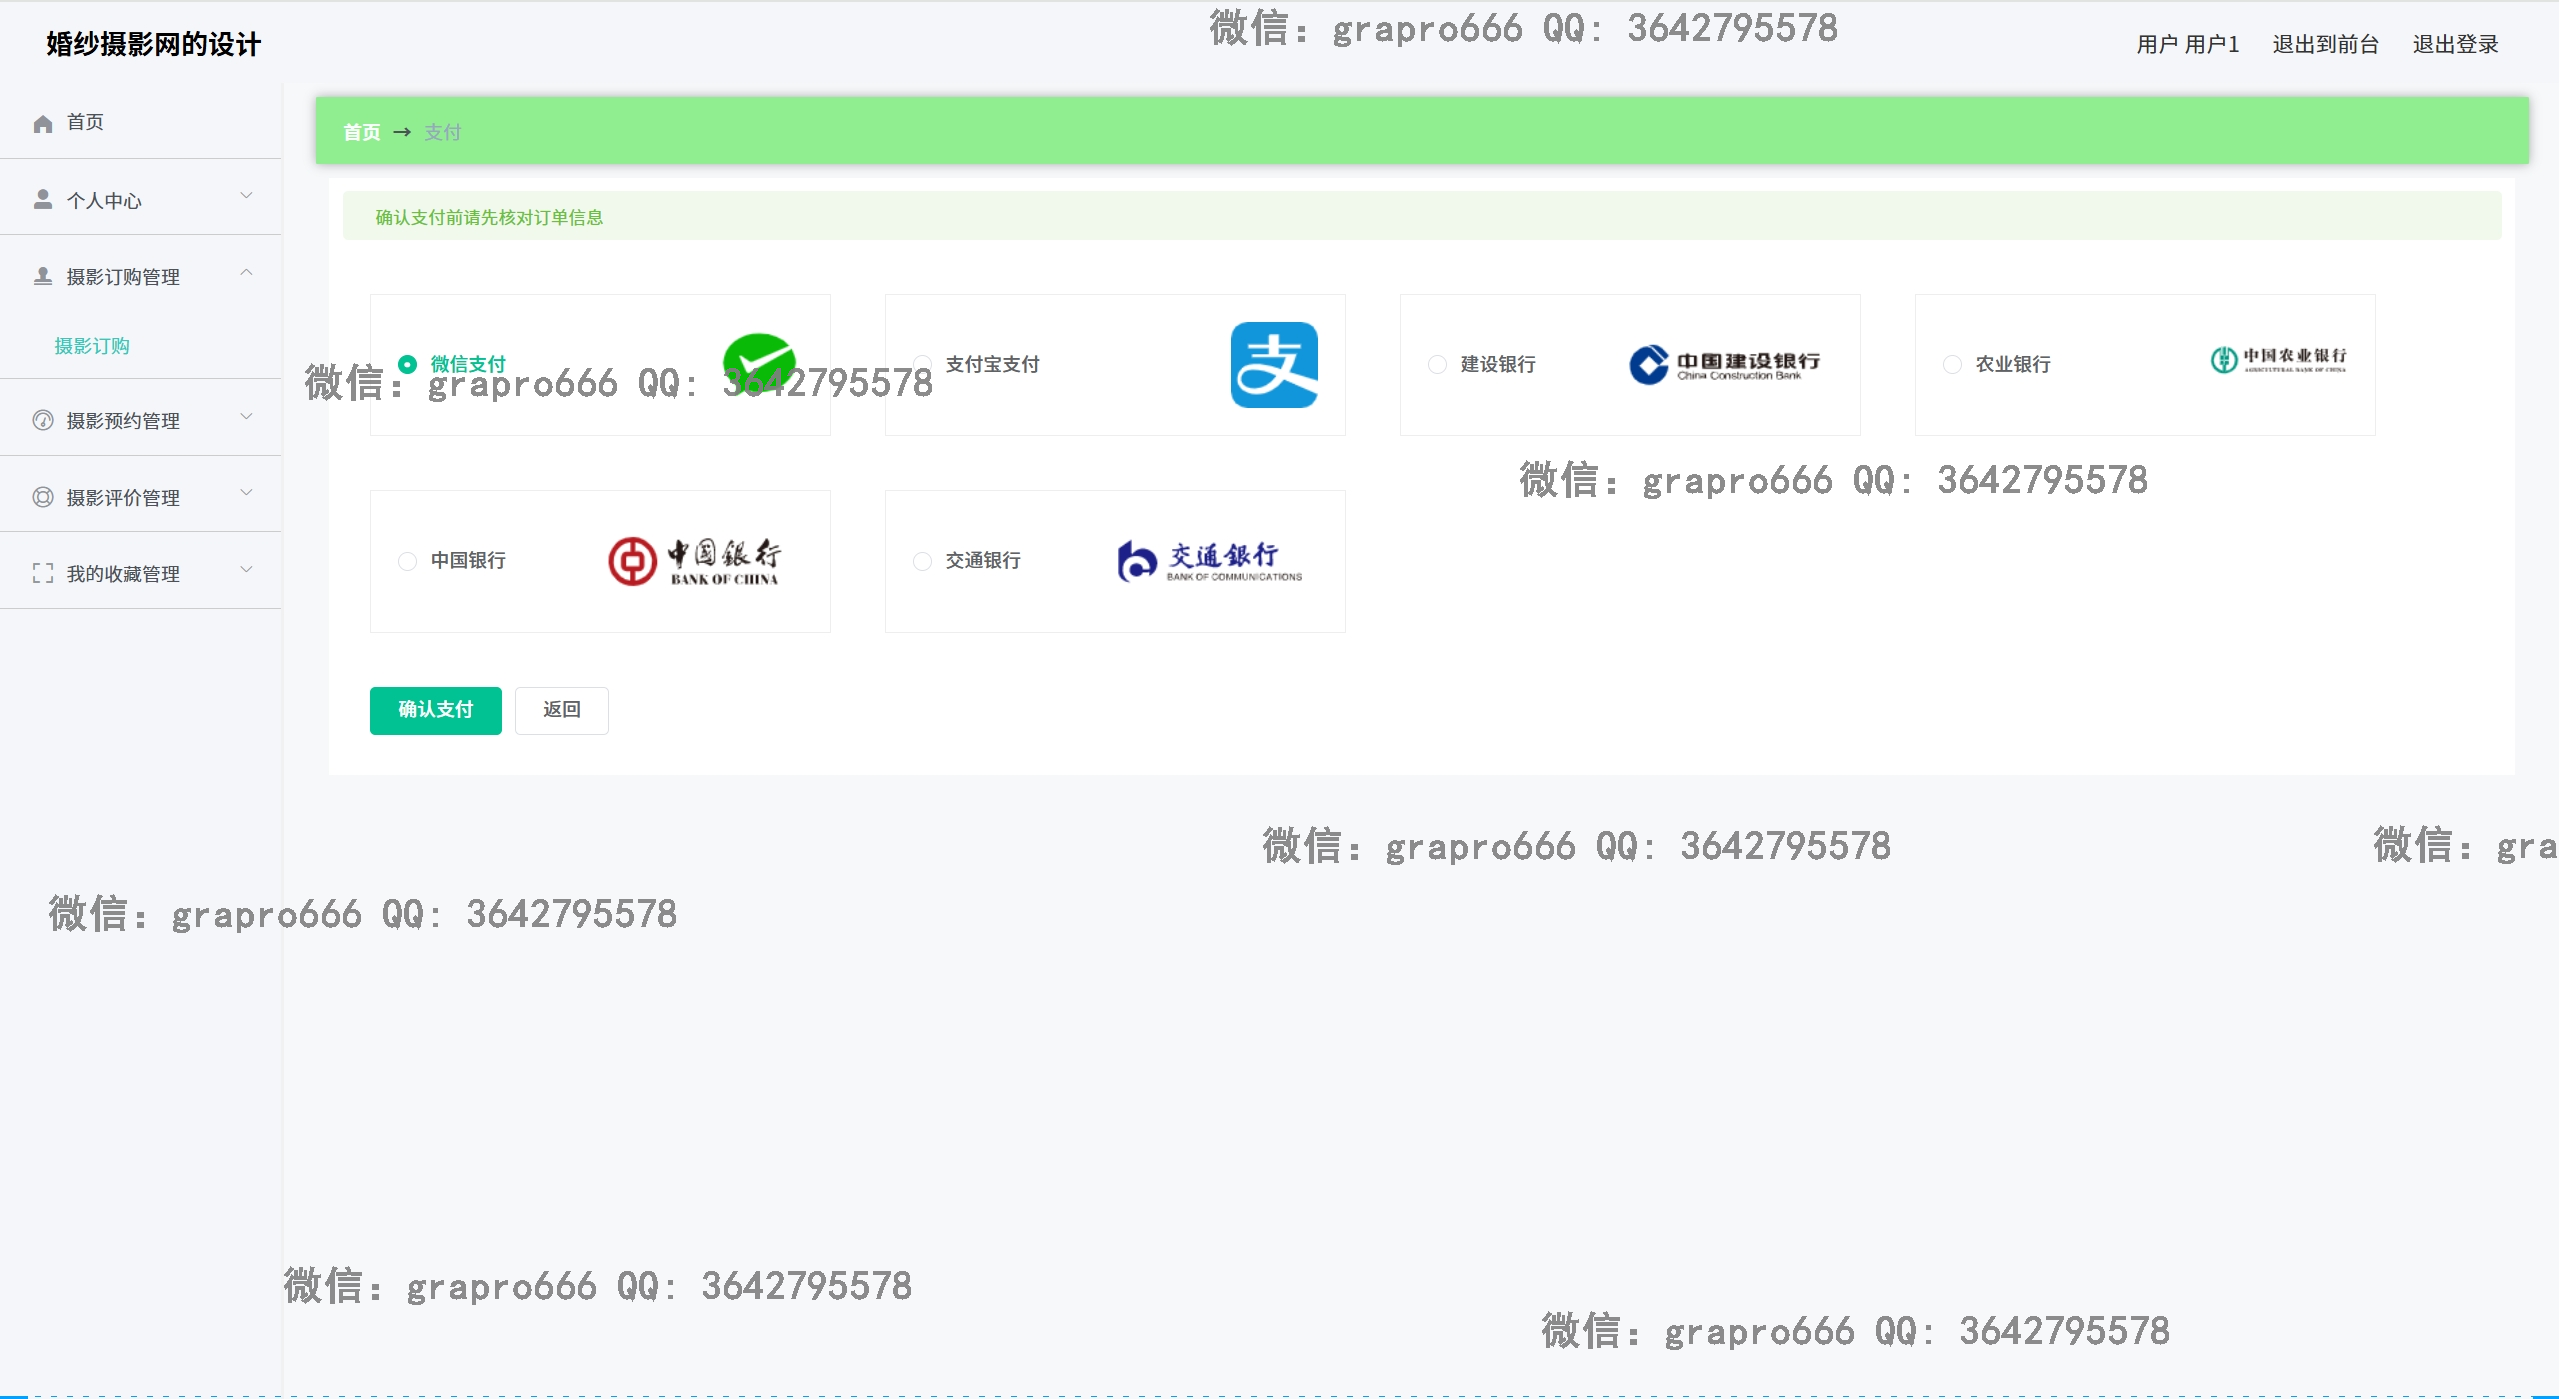 婚纱摄影网的设计
微信：grapro666 QQ: 3642795578
用户 用户1 退出到前台 退出登录
首页
首页 → 支付
个人中心
确认支付前请先核对订单信息
摄影订购管理
摄影订购
微信支付
支付宝支付
支
建设银行
中国建设银行
China Construction Bank
农业银行
中国农业银行
AGRICULTURAL BANK OF CHINA
微信：grapro666 QQ: 3642795578
摄影预约管理
微信：grapro666 QQ: 3642795578
摄影评价管理
中国银行
中国銀行
BANK OF CHINA
交通银行
交通銀行
BANK OF COMMUNICATIONS
我的收藏管理
确认支付 返回
微信：grapro666 QQ: 3642795578
微信：gra
微信：grapro666 QQ: 3642795578
微信：grapro666 QQ: 3642795578
微信：grapro666 QQ: 3642795578